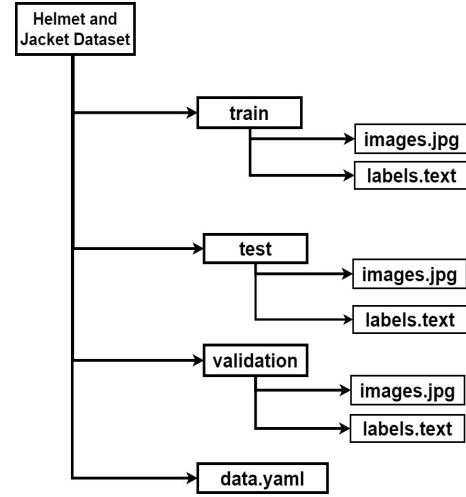 Helmet and
Jacket Dataset
train
images.jpg
labels.text
test
images.jpg
labels.text
validation
images.jpg
labels.text
data.yaml